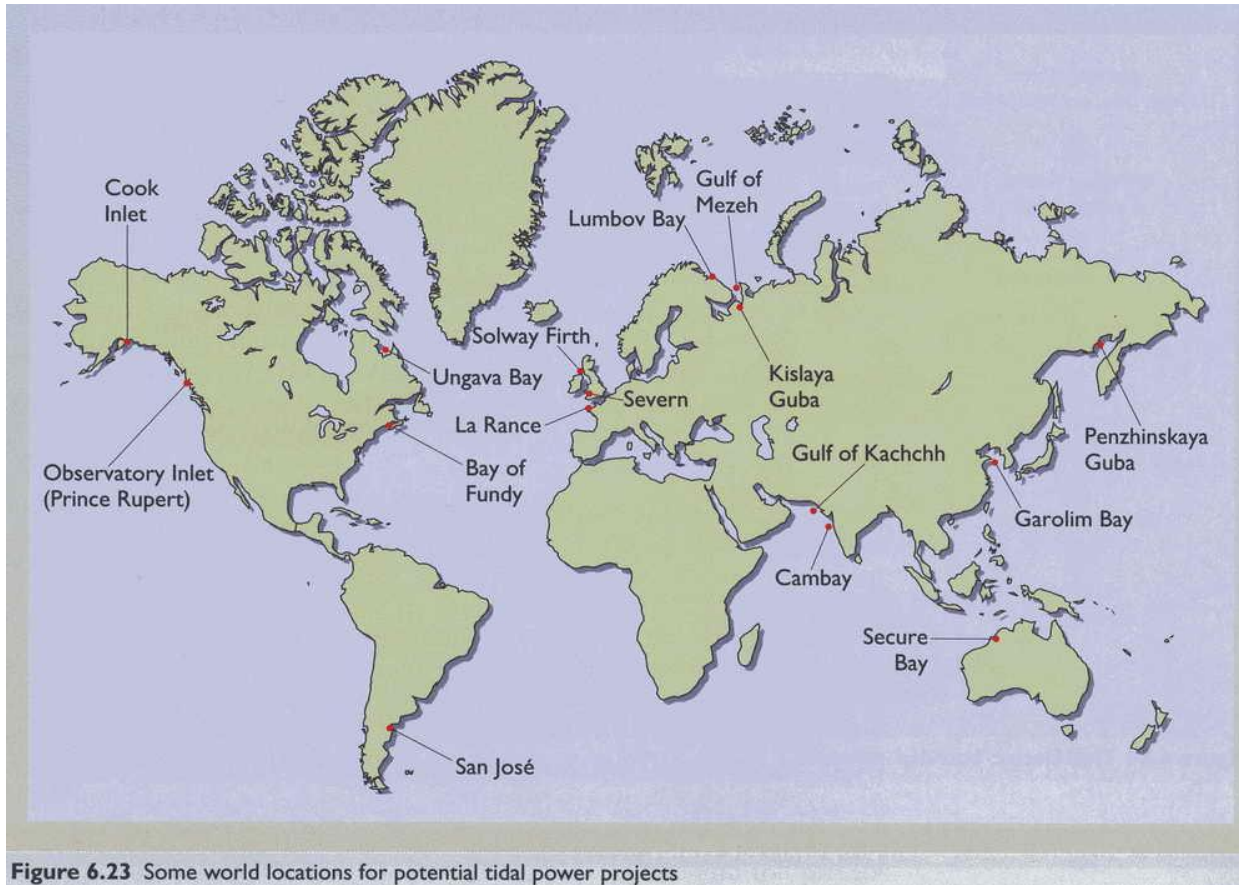 Cook
Inlet
Gulf of
Mezeh
Lumbov Bay
Solway Firth
Ungava Bay
Severn
Kislaya
Guba
La Rance
Penzhinskaya
Guba
Observatory Inlet
(Prince Rupert)
Bay of
Fundy
Gulf of Kachchh
Garolim Bay
Cambay
Secure
Bay
San José
Figure 6.23 Some world locations for potential tidal power projects